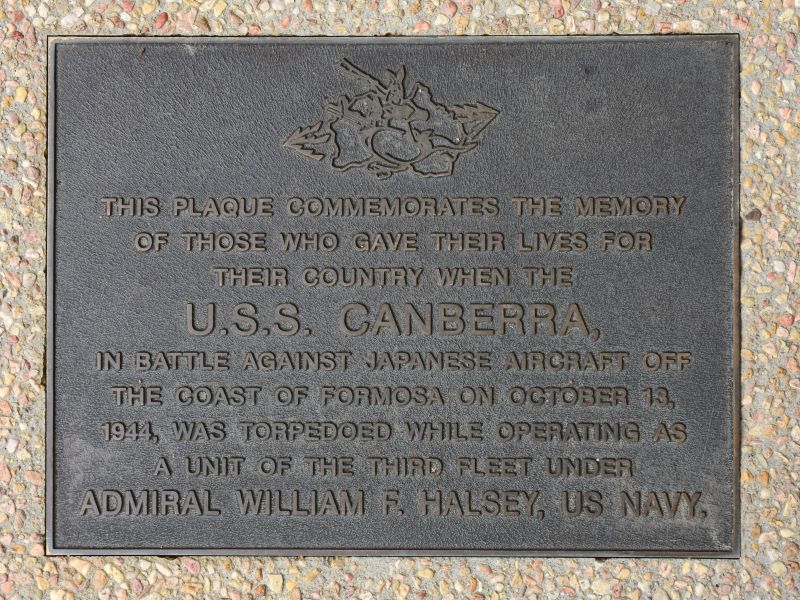 THIS PLAQUE COMMEMORATES THE MEMORY
OF THOSE WHO GAVE THEIR LIVES FOR
THEIR COUNTRY WHEN THE
U.S.S. CANBERRA,
IN BATTLE AGAINST JAPANESE AIRCRAFT OFF
THE COAST OF FORMOSA ON OCTOBER 13,
1944, WAS TORPEDOED WHILE OPERATING AS
A UNIT OF THE THIRD FLEET UNDER
ADMIRAL WILLIAM F. HALSEY, US NAVY.